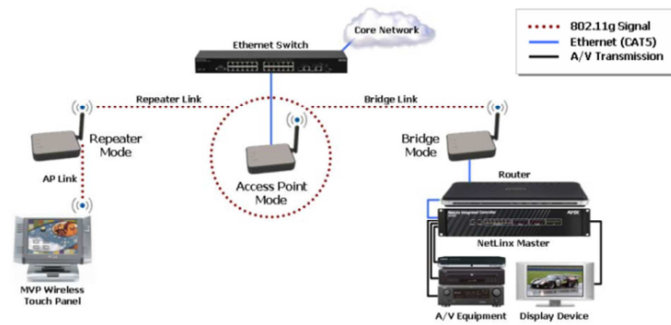 Core Network
802.11g Signal
Ethernet (CAT5)
A/V Transmission
Ethernet Switch
Repeater Link
Bridge Link
Repeater
Mode
Bridge
Mode
AP Link
Access Point
Mode
Router
NetLinx Master
MVP Wireless
Touch Panel
A/V Equipment
Display Device